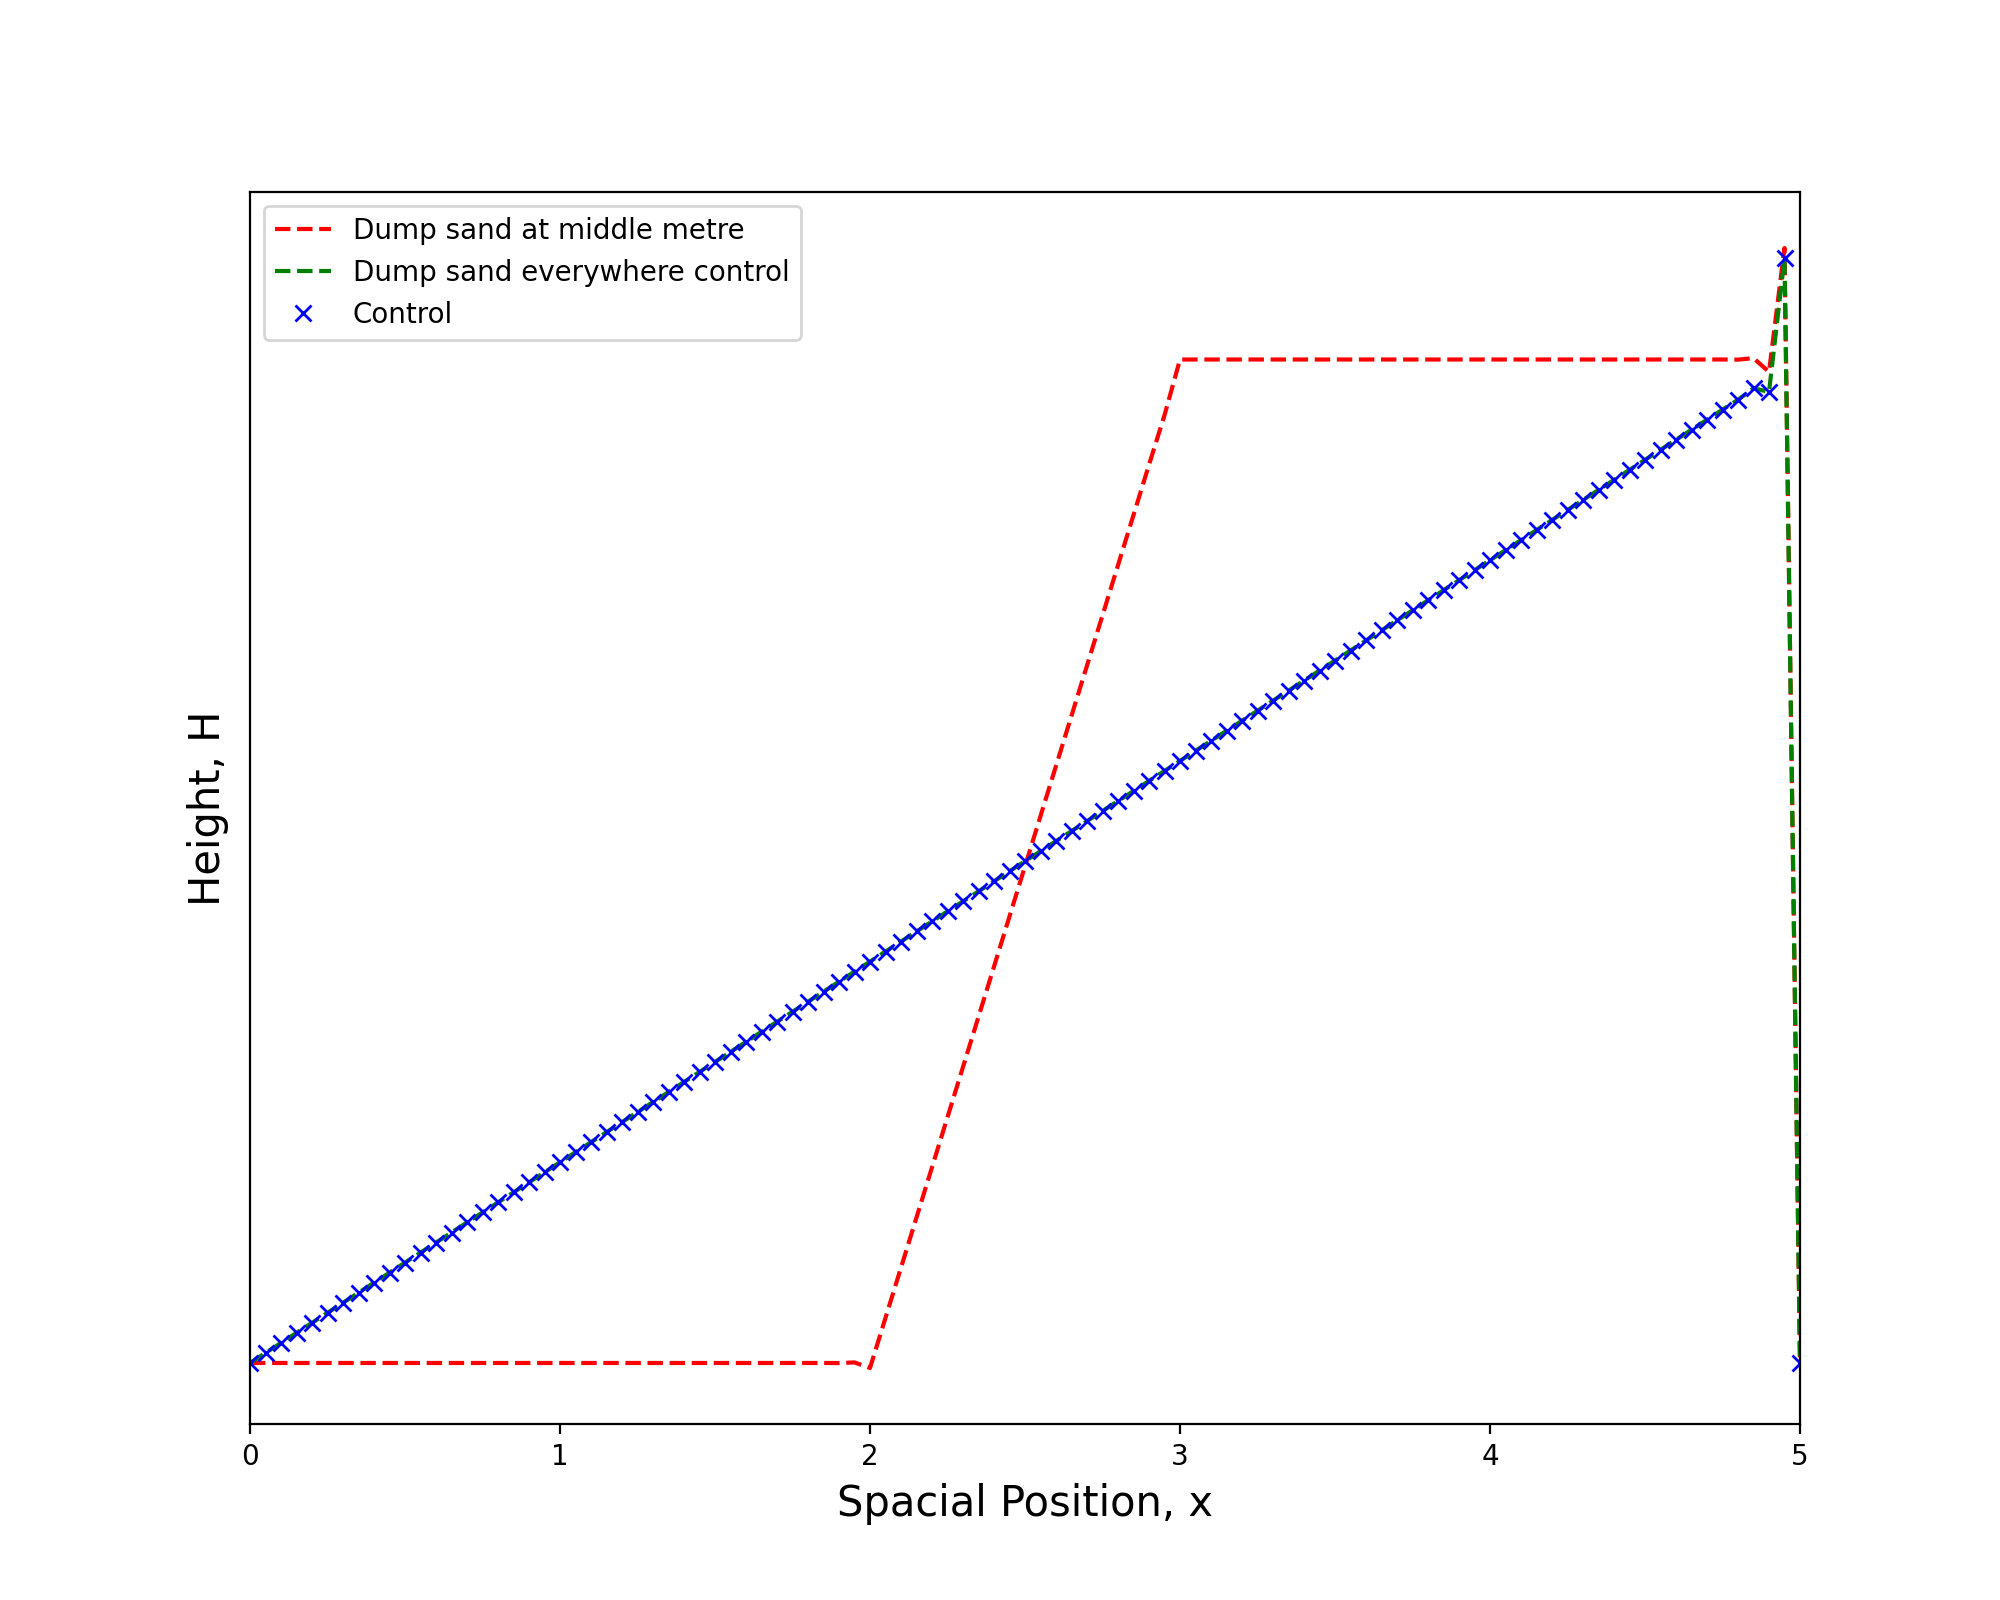 Dump sand at middle metre
Dump sand everywhere control
Control
Height, H
0 1 2 3 4 5
Spacial Position, x